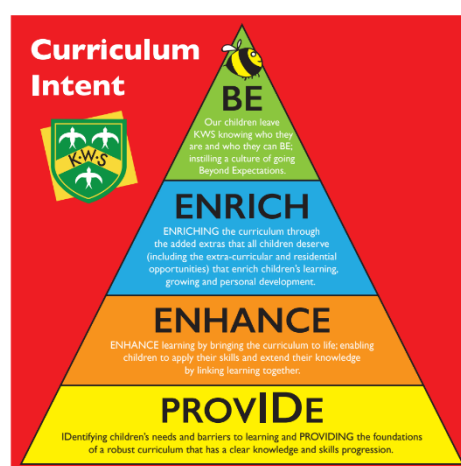 Curriculum
Intent
K·W·S
BE
Our children leave
KWS knowing who they
are and who they can BE;
instilling a culture of going
Beyond Expectations.
ENRICH
ENRICHING the curriculum through
the added extras that all children deserve
(including the extra-curricular and residential
opportunities) that enrich children's learning,
growing and personal development.
ENHANCE
ENHANCE learning by bringing the curriculum to life; enabling
children to apply their skills and extend their knowledge
by linking learning together.
PROVIDE
IDentifying children's needs and barriers to learning and PROVIDING the foundations
of a robust curriculum that has a clear knowledge and skills progression.